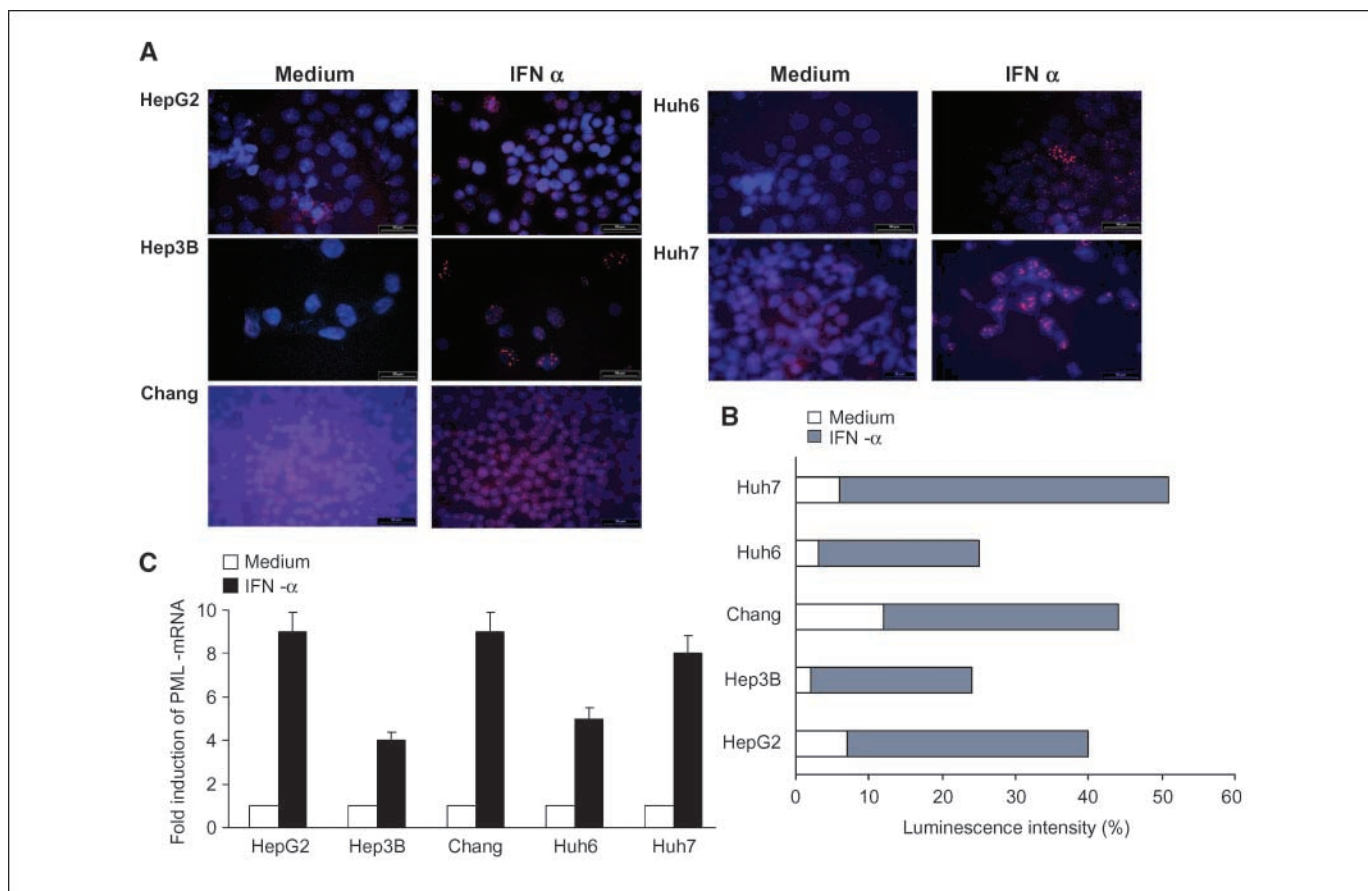 A
Medium
IFN α
Medium
IFN α
HepG2
Huh6
Hep3B
Huh7
Chang
B
Medium
IFN -α
Huh7
Huh6
Chang
Hep3B
HepG2
0 10 20 30 40 50 60
Luminescence intensity (%)
C
Medium
IFN -α
Fold induction of PML -mRNA
10
8
6
4
2
0
HepG2 Hep3B Chang Huh6 Huh7